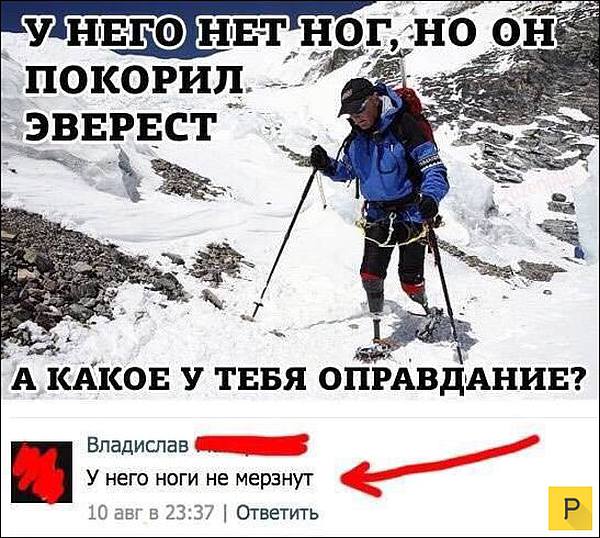 У НЕГО НЕТ НОГ, НО ОН
ПОКОРИЛ
ЭВЕРЕСТ
А КАКОЕ У ТЕБЯ ОПРАВДАНИЕ?
Владислав
У него ноги не мерзнут
10 авг в 23:37 | Ответить
P